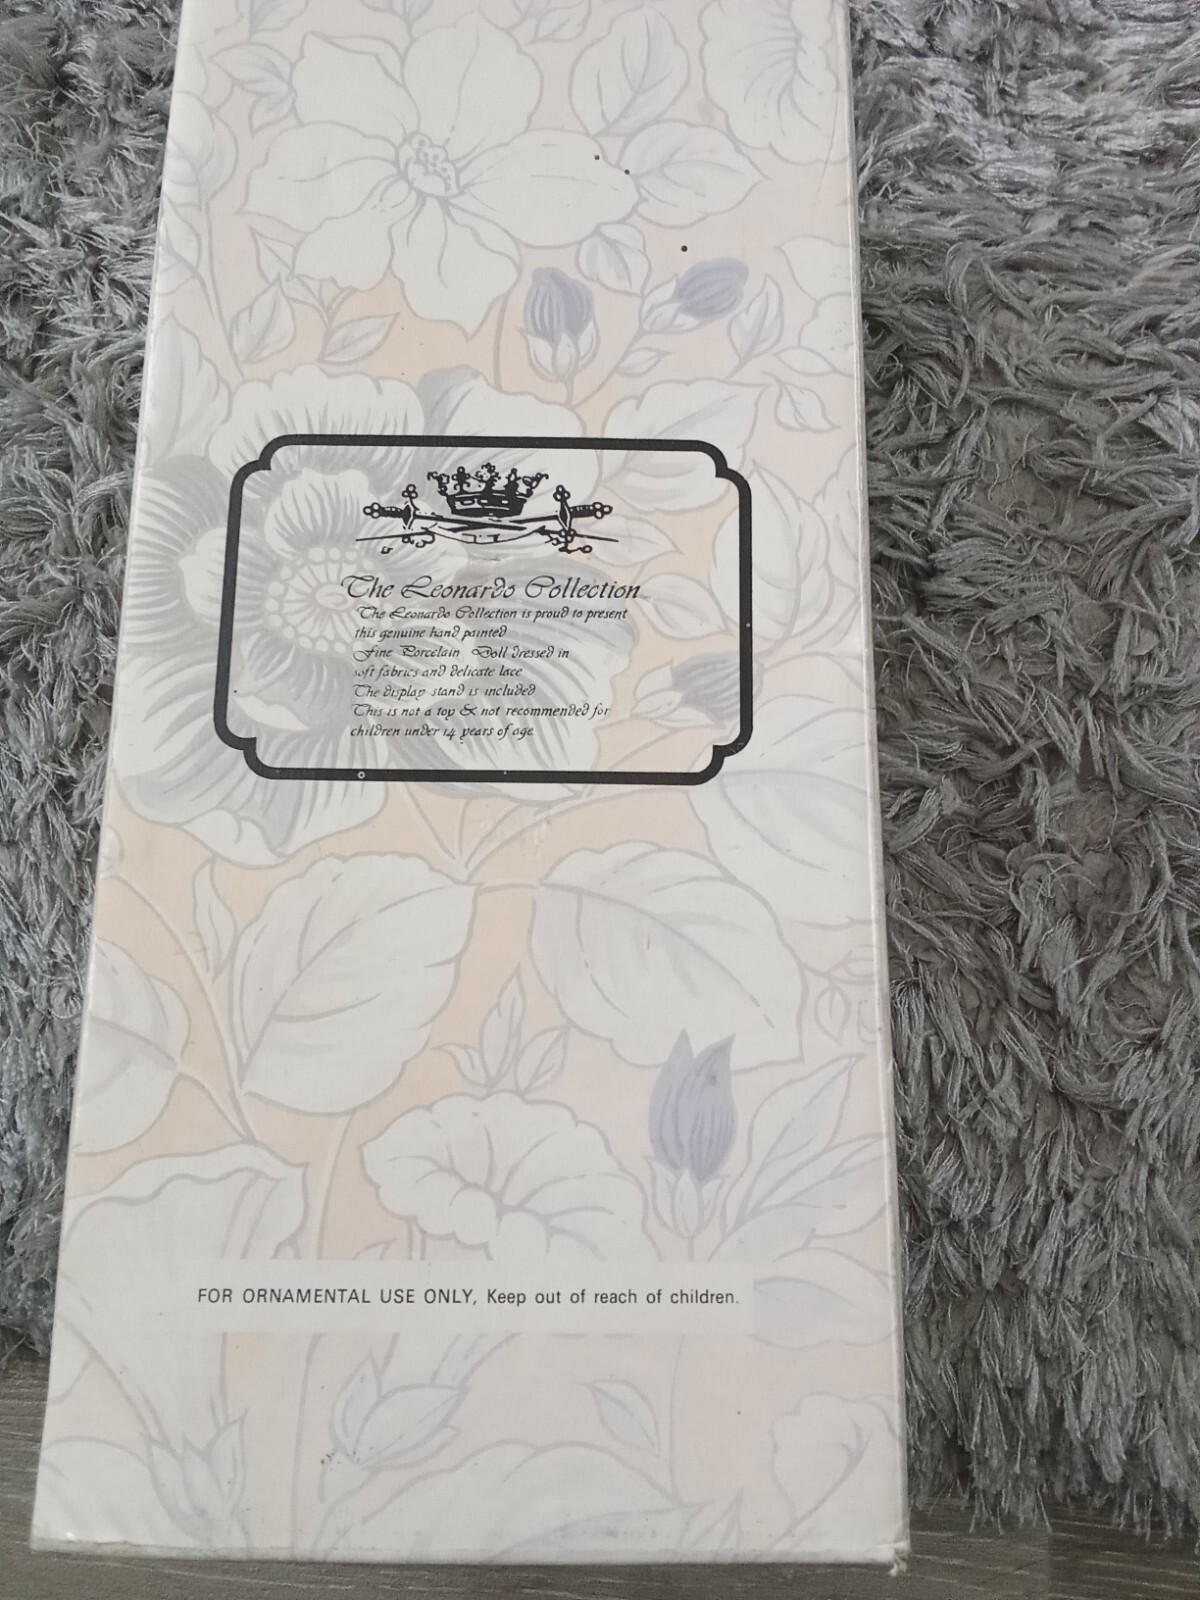 The Leonardo Collection
The Leonardo Collection is proud to present
this genuine hand painted
Fine Porcelain Doll dressed in
soft fabrics and delicate lace
The display stand is included
This is not a toy & not recommended for
children under 14 years of age
FOR ORNAMENTAL USE ONLY, Keep out of reach of children.